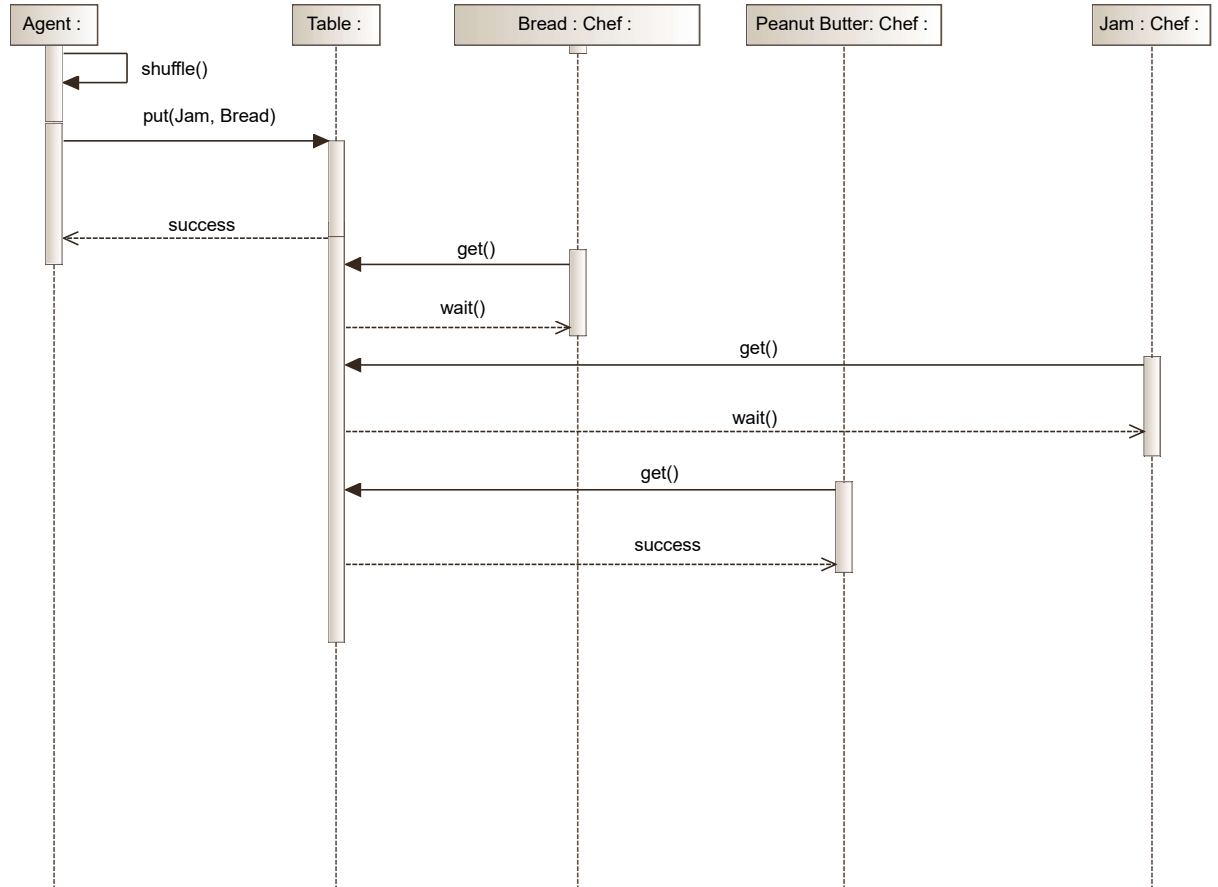 Agent :
Table :
Bread : Chef :
Peanut Butter: Chef :
Jam : Chef :
shuffle()
put(Jam, Bread)
success
get()
wait()
get()
wait()
get()
success